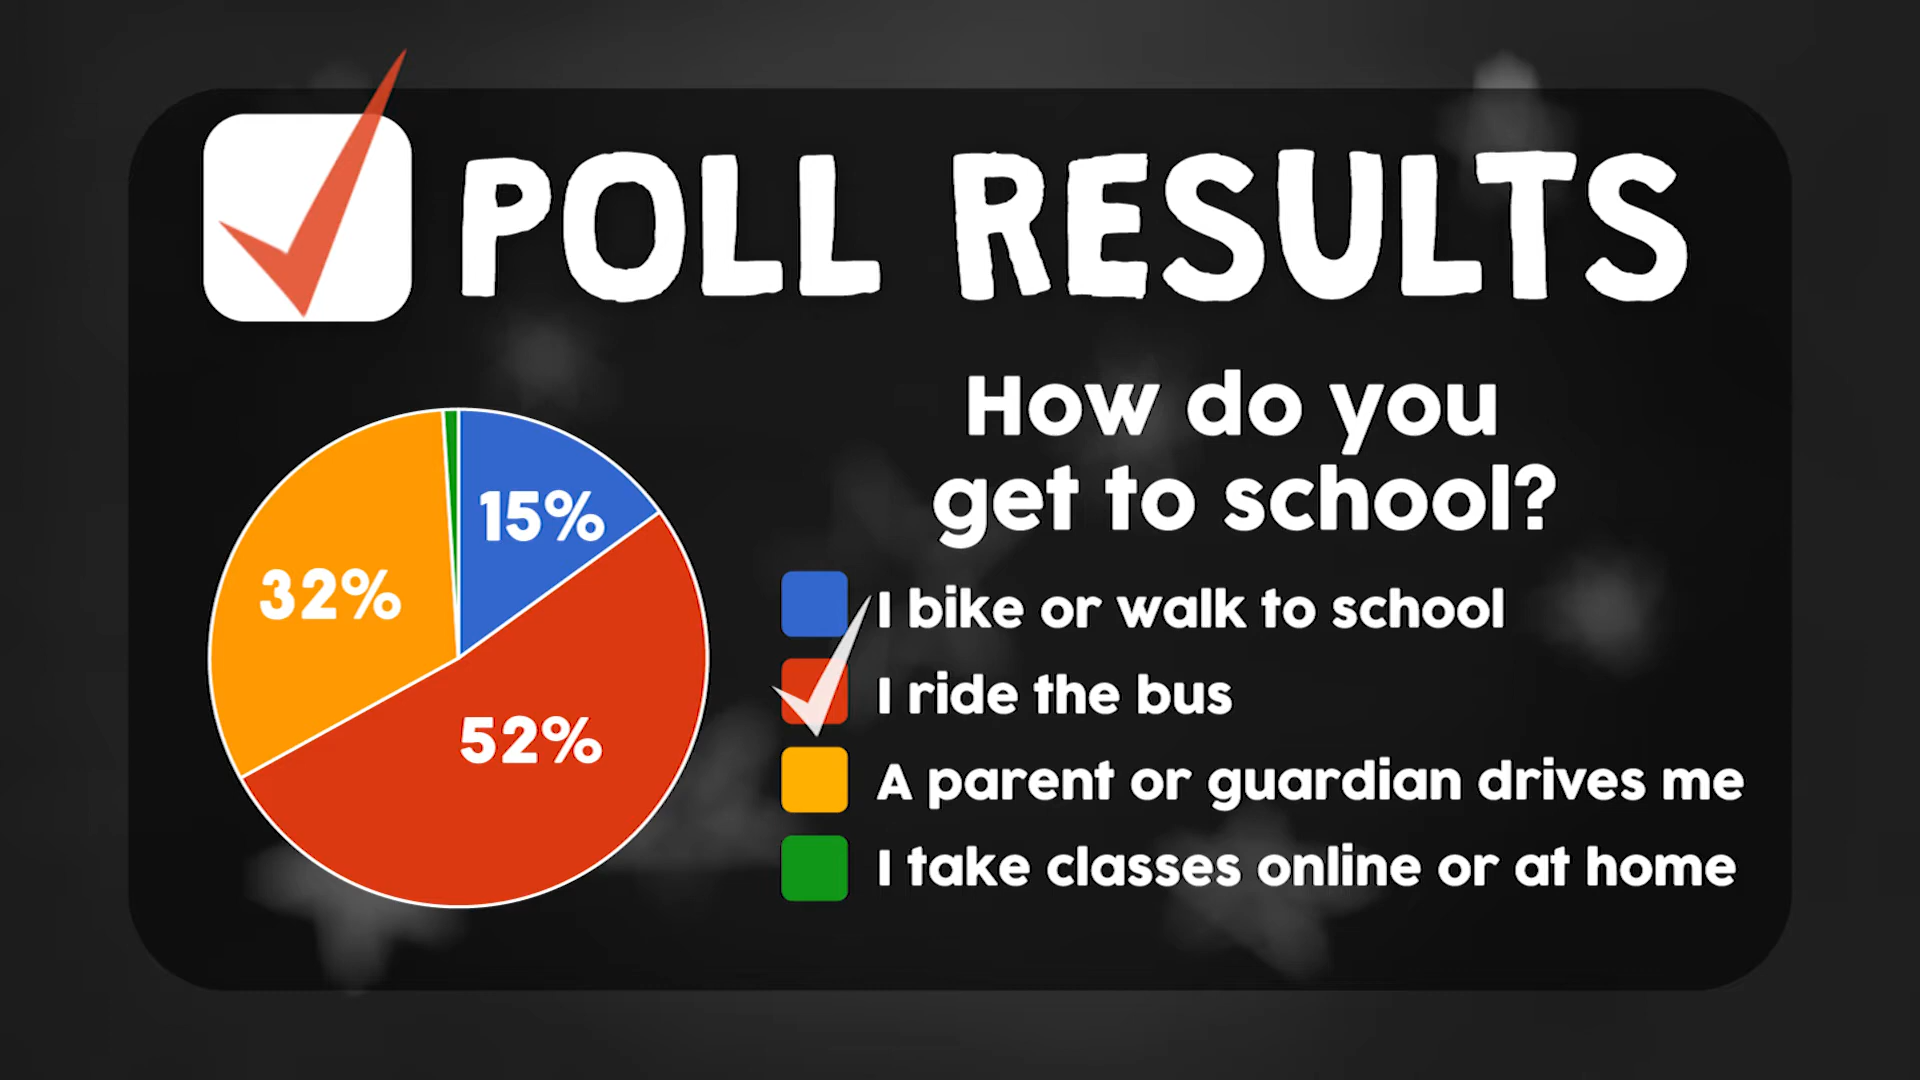 POLL RESULTS
How do you
get to school?
15%
32%
52%
I bike or walk to school
I ride the bus
A parent or guardian drives me
I take classes online or at home